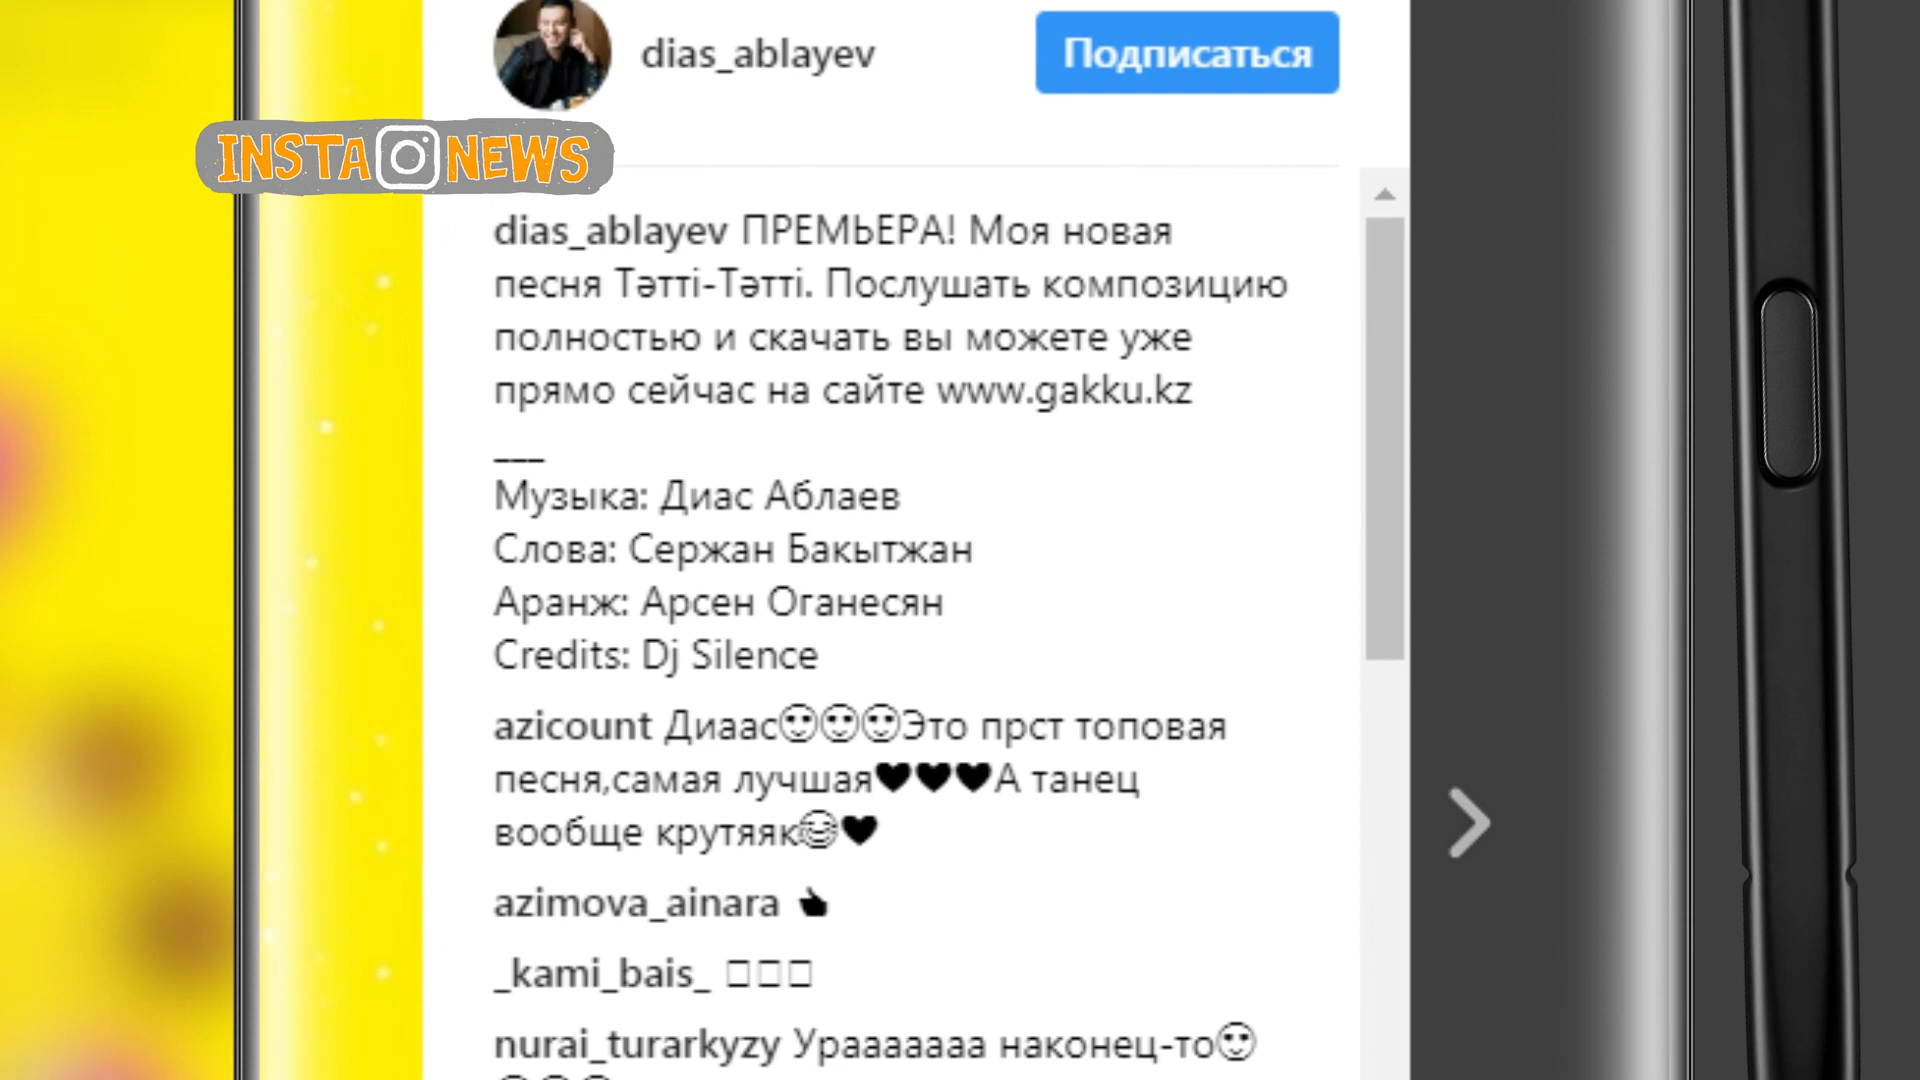 dias_ablayev
Подписаться
INSTA NEWS
dias_ablayev ПРЕМЬЕРА! Моя новая
песня Тәтті-Тәтті. Послушать композицию
полностью и скачать вы можете уже
прямо сейчас на сайте www.gakku.kz
___
Музыка: Диас Аблаев
Слова: Сержан Бакытжан
Аранж: Арсен Оганесян
Credits: Dj Silence
azicount Диаас😍😍😍Это прст топовая
песня,самая лучшая♥♥♥А танец
вообще крутяяк😂♥
azimova_ainara 👍
_kami_bais_ □□□
nurai_turarkyzy Урааааааа наконец-то😍